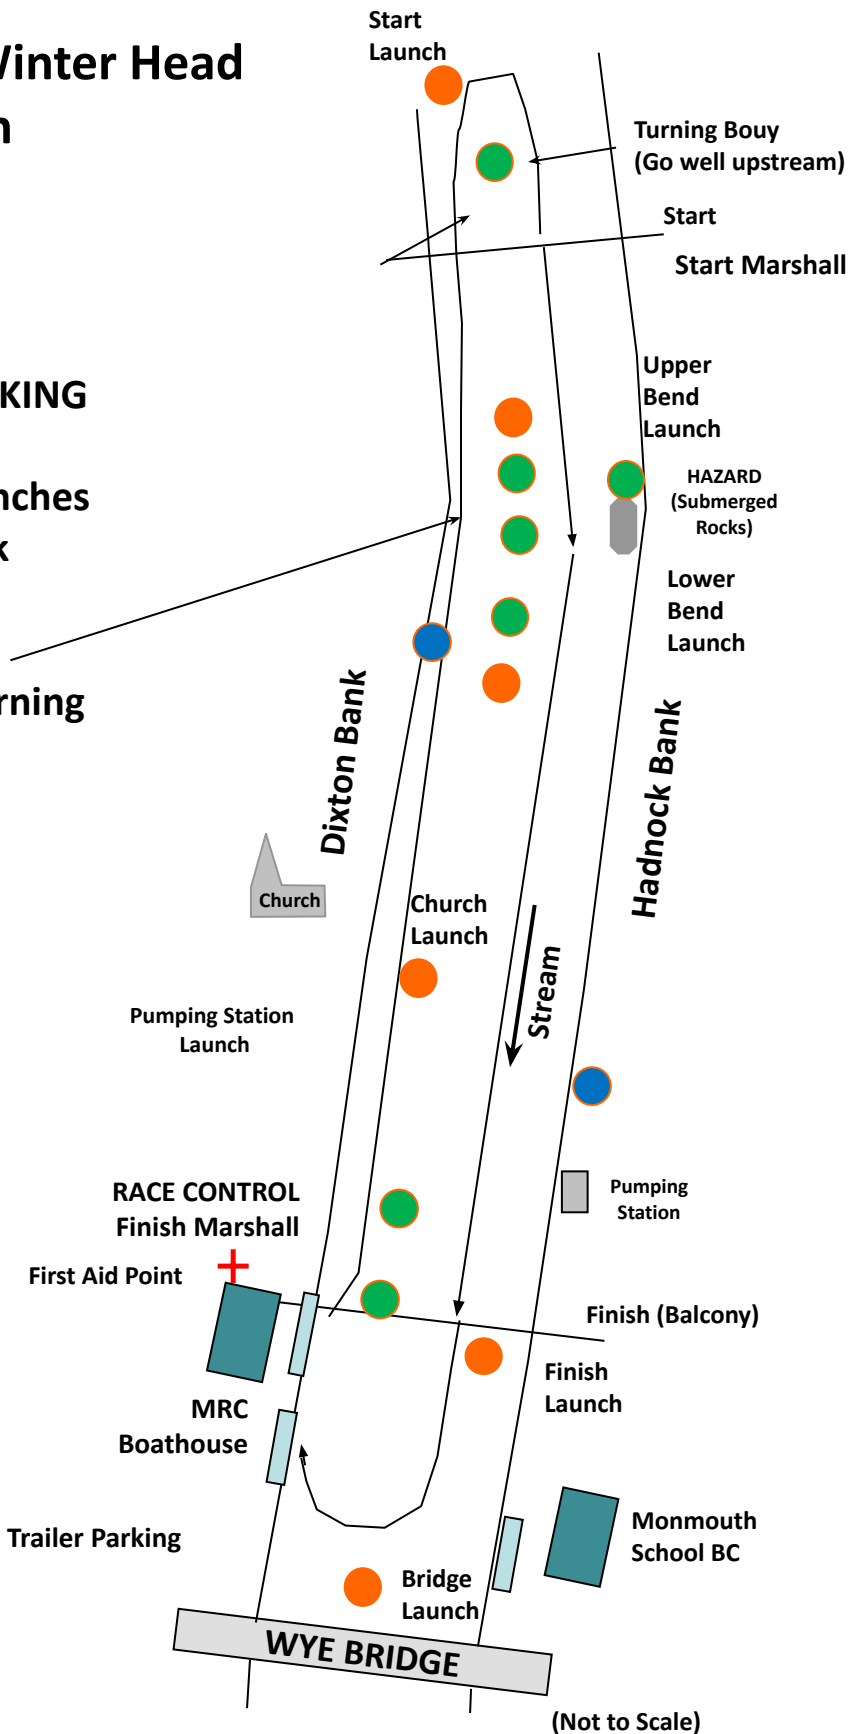 Start
Launch
Winter Head
Turning Bouy
(Go well upstream)
Start
Start Marshall
Upper
Bend
Launch
KING
HAZARD
(Submerged
Rocks)
Lower
Bend
Launch
Dixton Bank
Hadnock Bank
Church
Church
Launch
Stream
Pumping Station
Launch
RACE CONTROL
Finish Marshall
Pumping
Station
First Aid Point
Finish (Balcony)
Finish
Launch
MRC
Boathouse
Trailer Parking
Monmouth
School BC
Bridge
Launch
WYE BRIDGE
(Not to Scale)